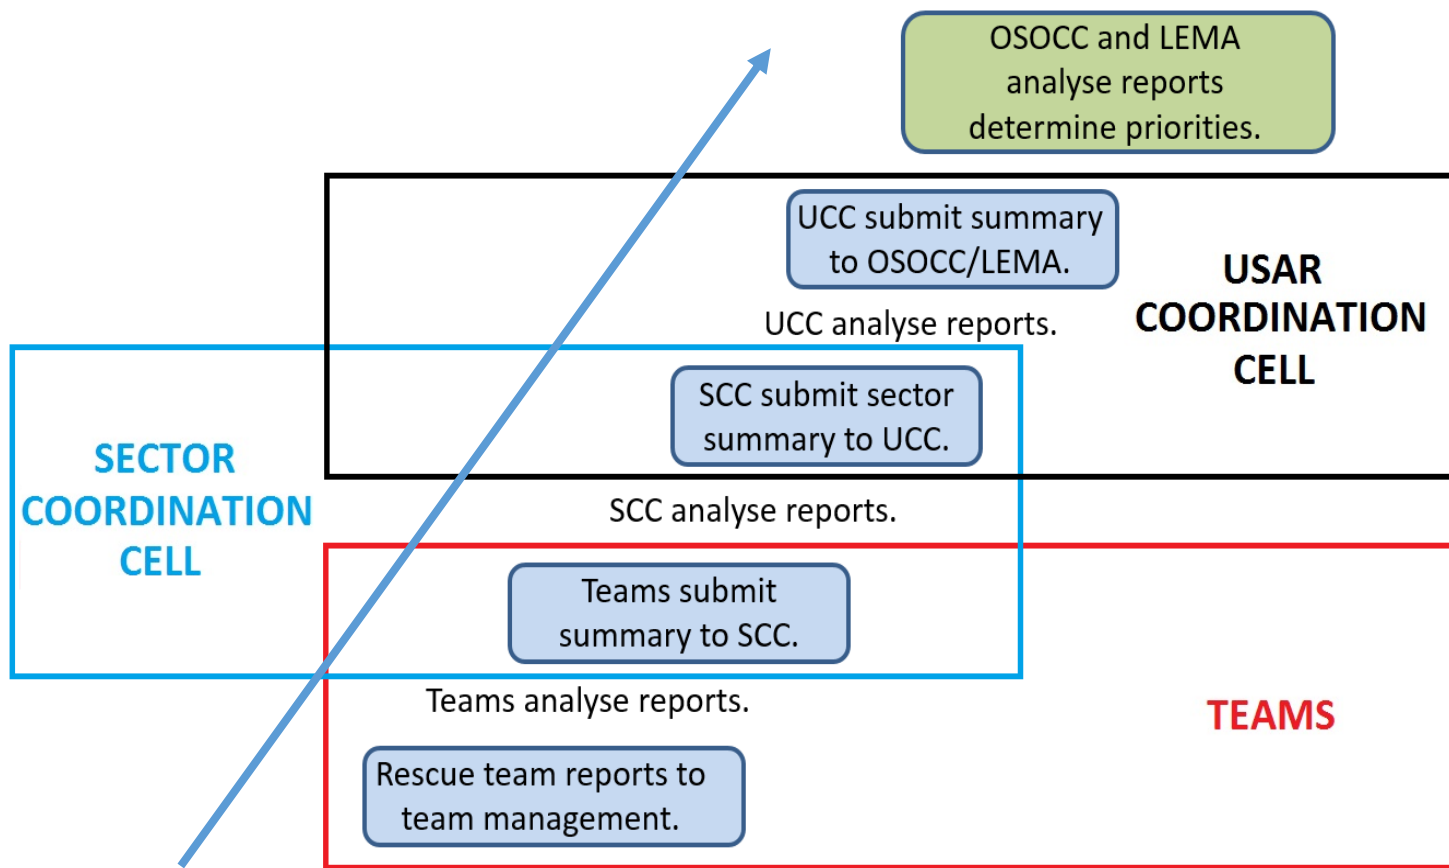 OSOCC and LEMA
analyse reports
determine priorities.
UCC submit summary
to OSOCC/LEMA.
UCC analyse reports.
USAR
COORDINATION
CELL
SCC submit sector
summary to UCC.
SECTOR
COORDINATION
CELL
SCC analyse reports.
Teams submit
summary to SCC.
Teams analyse reports.
TEAMS
Rescue team reports to
team management.